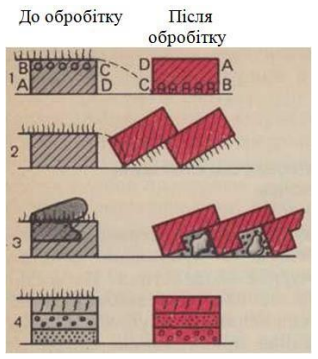 До обробітку Після
обробітку
1 B C D A
A D C B
2
3
4